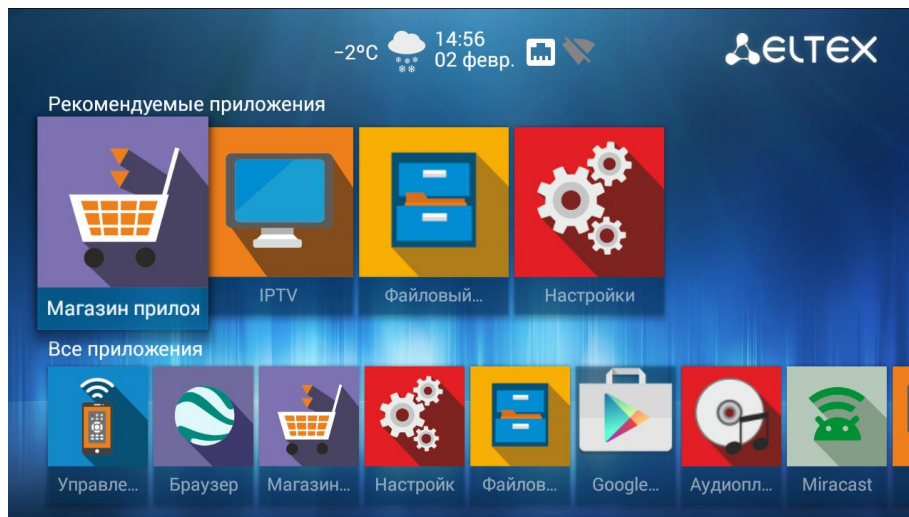 -2°C
14:56
02 февр.
ELTEX
Рекомендуемые приложения
Магазин прилож
IPTV
Файловый...
Настройки
Все приложения
Управле...
Браузер
Магазин...
Настройк
Файлов...
Google...
Аудиопл...
Miracast